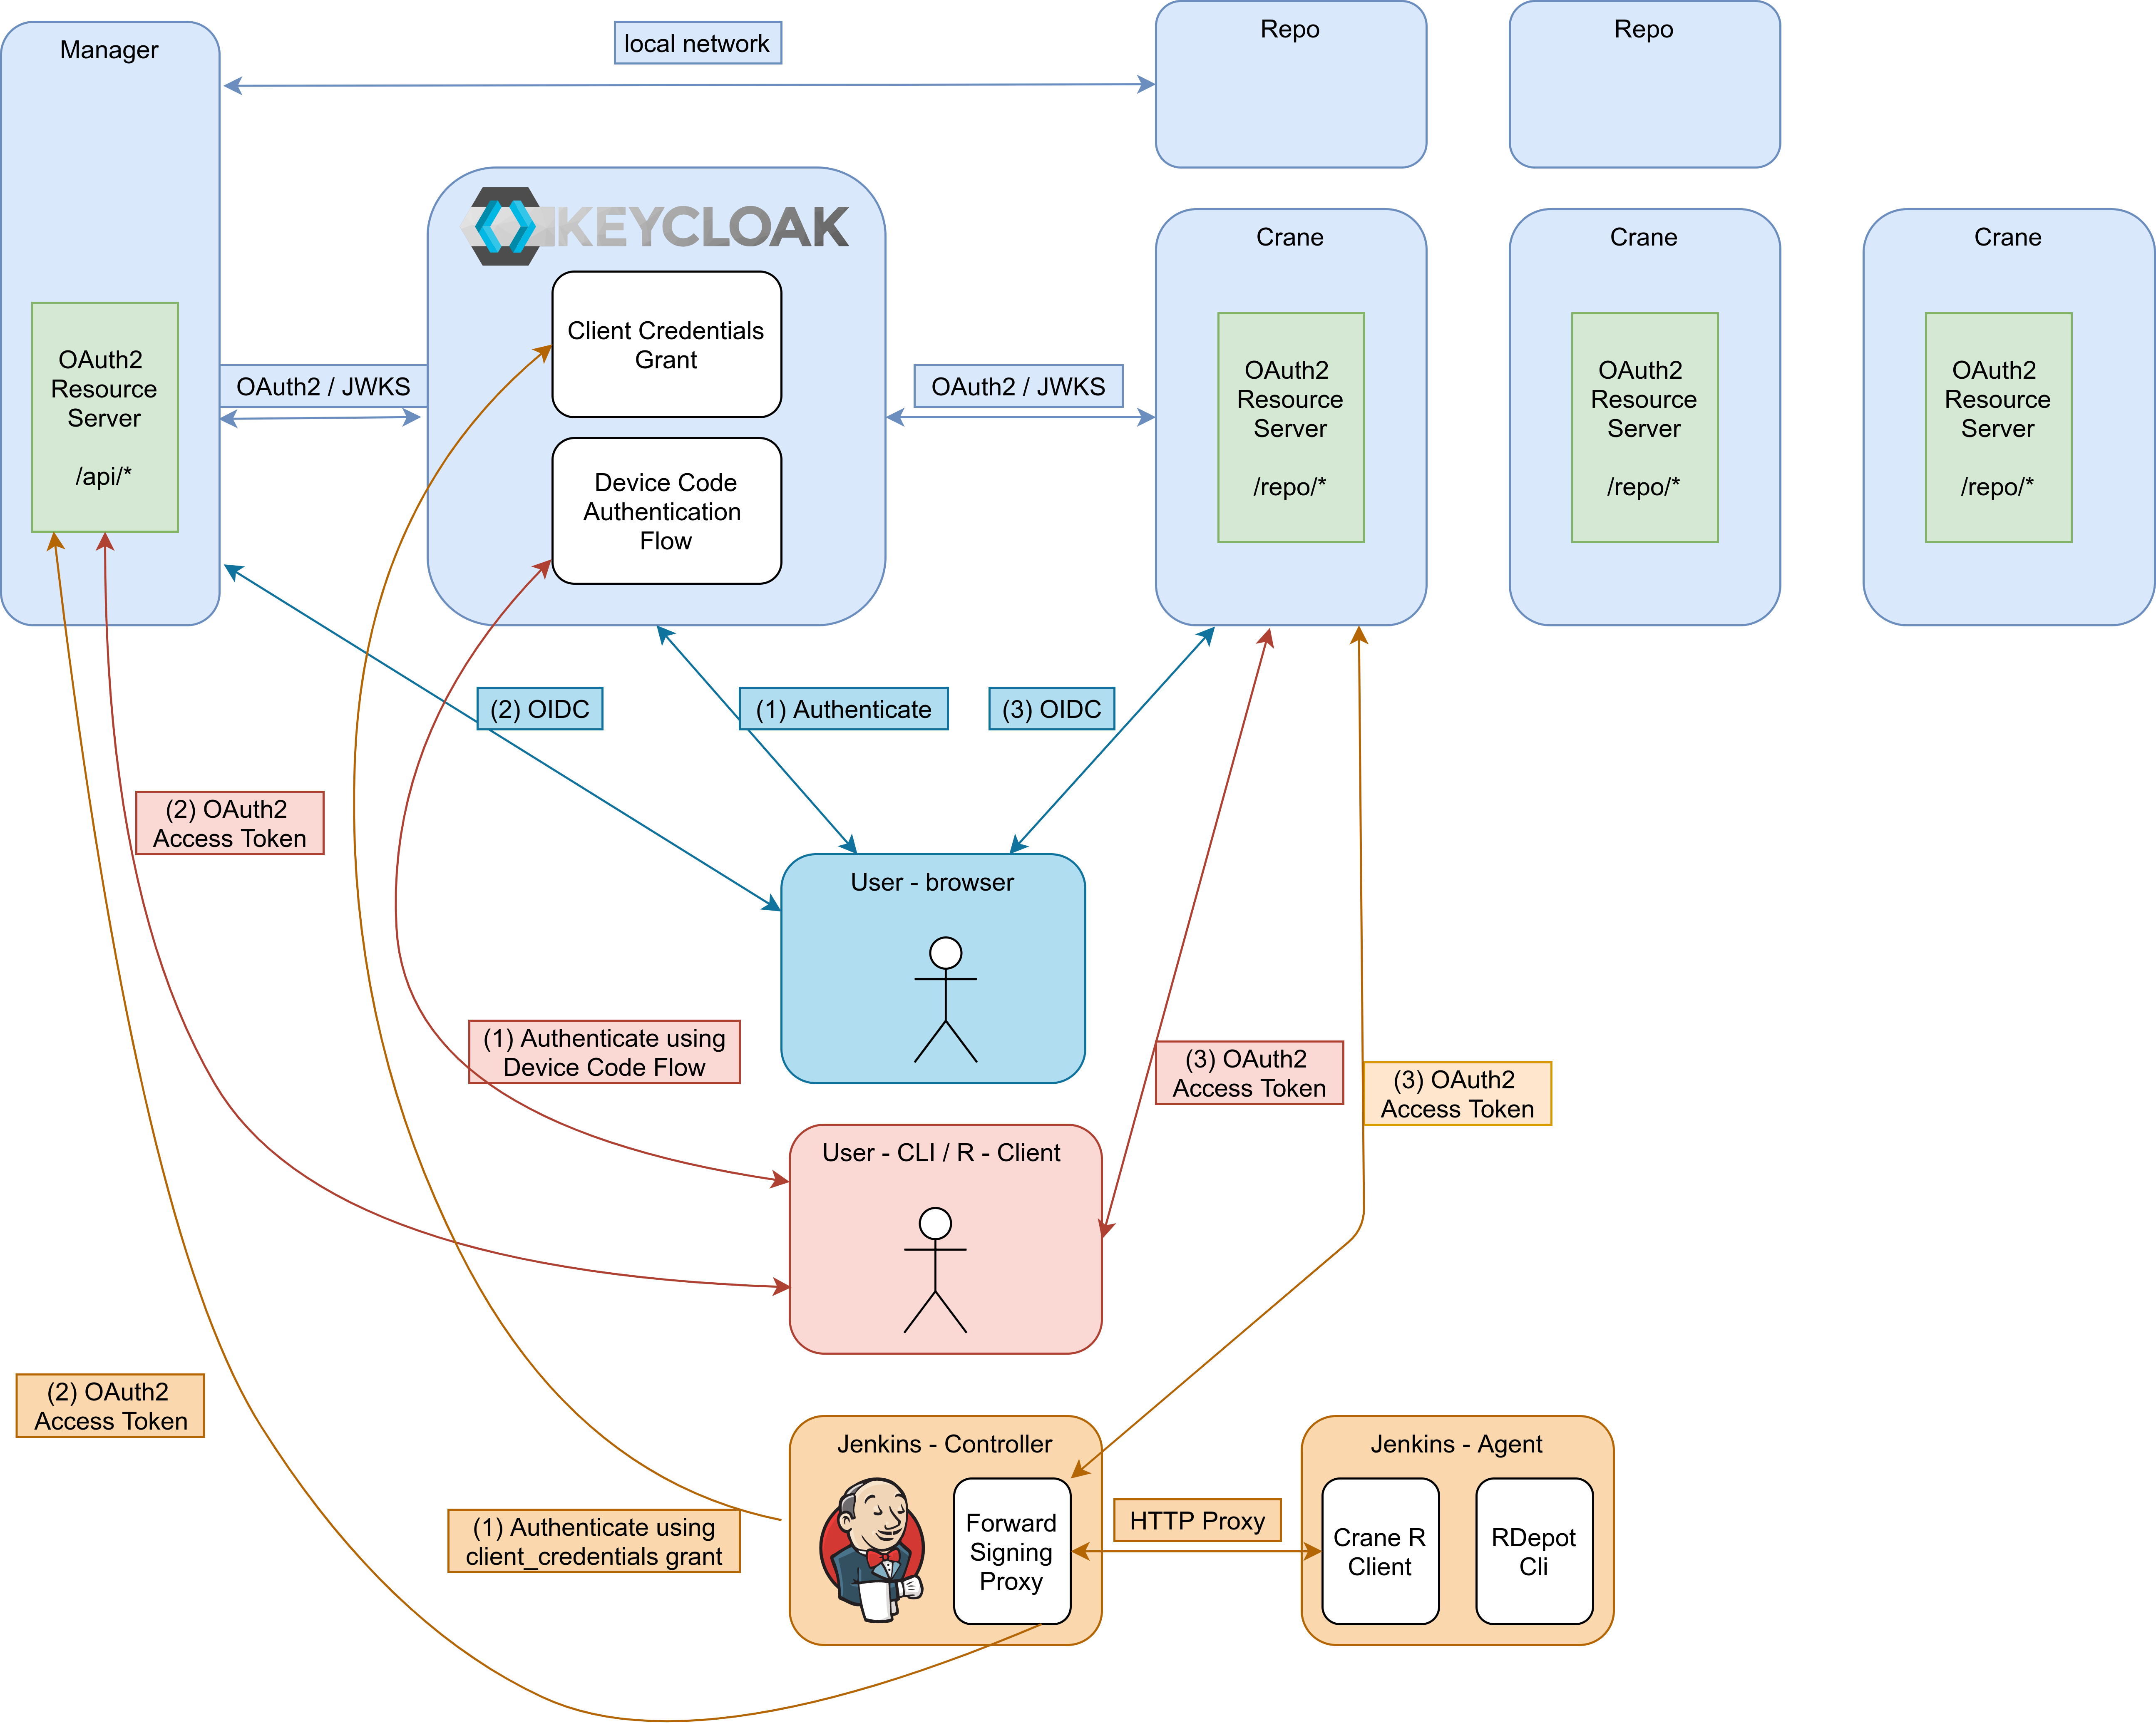 Manager
local network
Repo
Repo
KEYCLOAK
Client Credentials
Grant
Device Code
Authentication
Flow
Crane
Crane
Crane
OAuth2
Resource
Server
/api/*
OAuth2 / JWKS
OAuth2 / JWKS
OAuth2
Resource
Server
/repo/*
OAuth2
Resource
Server
/repo/*
OAuth2
Resource
Server
/repo/*
(2) OIDC
(1) Authenticate
(3) OIDC
(2) OAuth2
Access Token
User - browser
(1) Authenticate using
Device Code Flow
(3) OAuth2
Access Token
(3) OAuth2
Access Token
User - CLI / R - Client
(2) OAuth2
Access Token
Jenkins - Controller
Forward
Signing
Proxy
HTTP Proxy
Jenkins - Agent
Crane R
Client
RDepot
Cli
(1) Authenticate using
client_credentials grant